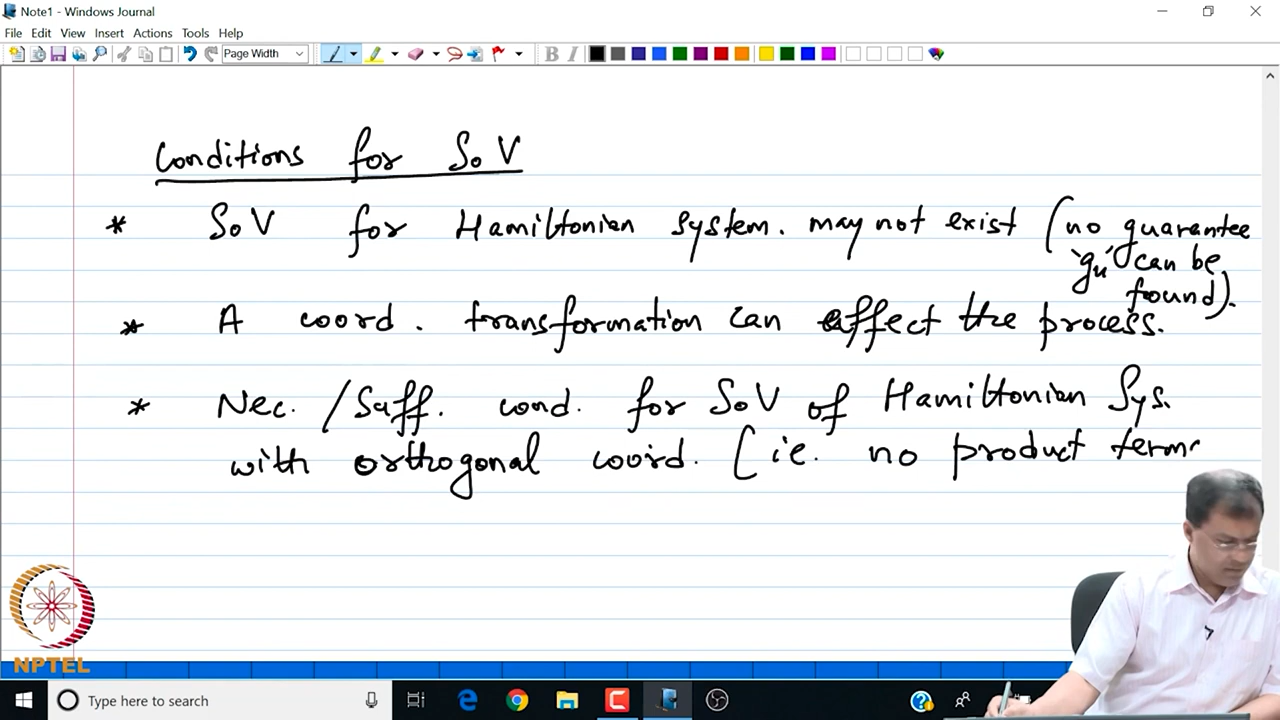 Note1 - Windows Journal
File Edit View Insert Actions Tools Help
Page Width
B I
Conditions for SoV
* SoV for Hamiltonian system. may not exist (no guarantee
can be
found).
* A coord. transformation can affect the process.
* Nec. /Suff. cond. for SoV of Hamiltonian Sys.
with orthogonal coord. (ie. no product terms
NPTEL
Type here to search